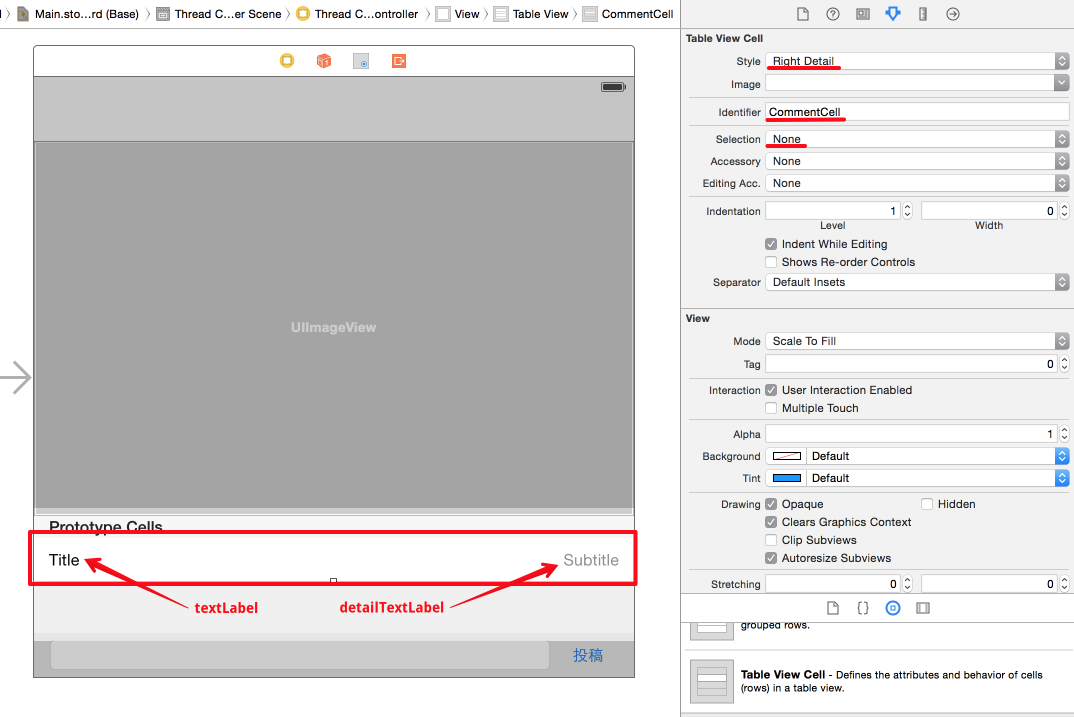 Main.sto...rd (Base) 〉 Thread C...er Scene 〉 Thread C...ontroller 〉 View 〉 Table View 〉 CommentCell
UIImageView
Prototype Cells
Title
Subtitle
textLabel
detailTextLabel
投稿
Table View Cell
Style Right Detail
Image
Identifier CommentCell
Selection None
Accessory None
Editing Acc. None
Indentation 1 0
Level Width
Indent While Editing
Shows Re-order Controls
Separator Default Insets
View
Mode Scale To Fill
Tag 0
Interaction User Interaction Enabled
Multiple Touch
Alpha 1
Background Default
Tint Default
Drawing Opaque Hidden
Clears Graphics Context
Clip Subviews
Autoresize Subviews
Stretching 0 0
grouped rows.
Table View Cell - Defines the attributes and behavior of cells
(rows) in a table view.